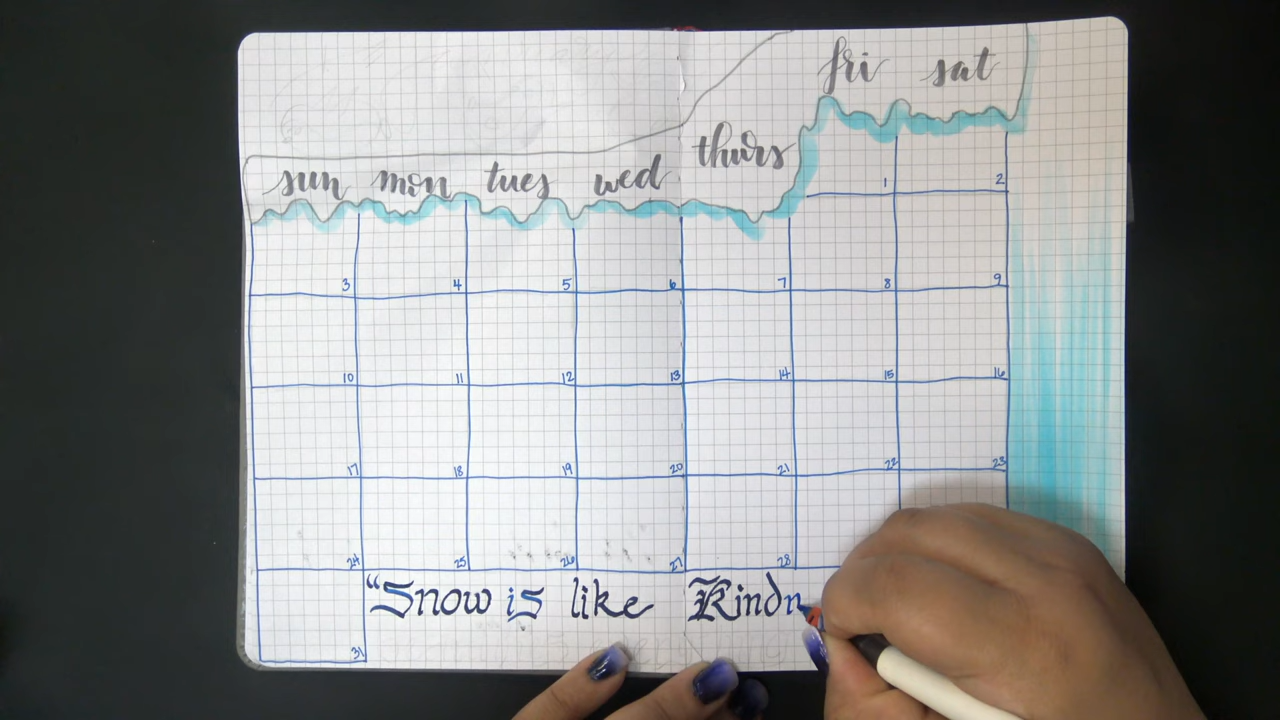 fri sat
thurs
sun mon tues wed
1 2
3 4 5 6 7 8 9
10 11 12 13 14 15 16
17 18 19 20 21 22 23
24 25 26 27 28
31
“Snow is like Kindn